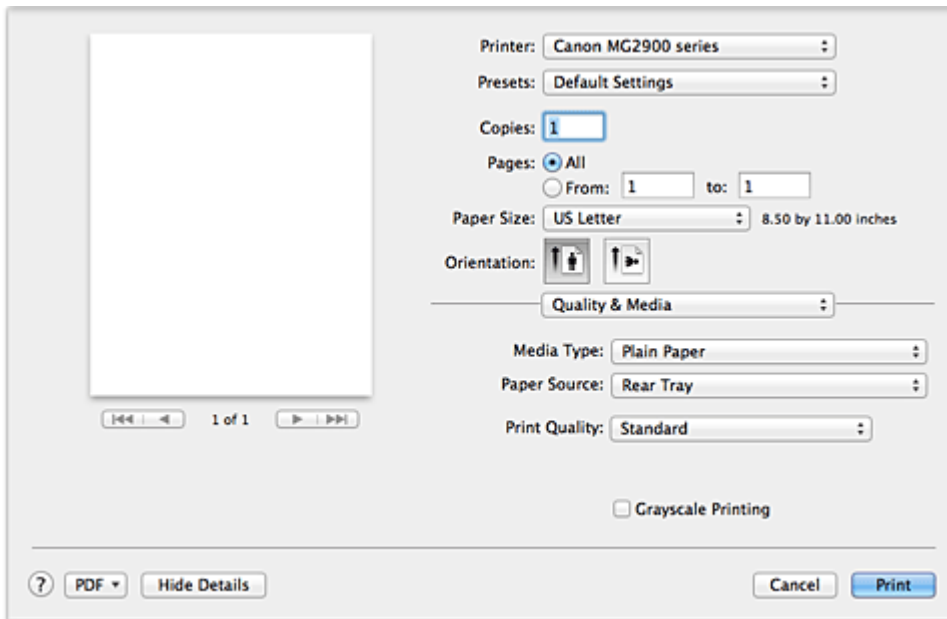 Printer: Canon MG2900 series
Presets: Default Settings
Copies: 1
Pages: All
From: 1 to: 1
Paper Size: US Letter 8.50 by 11.00 inches
Orientation:
Quality & Media
Media Type: Plain Paper
Paper Source: Rear Tray
1 of 1
Print Quality: Standard
Grayscale Printing
? PDF Hide Details Cancel Print